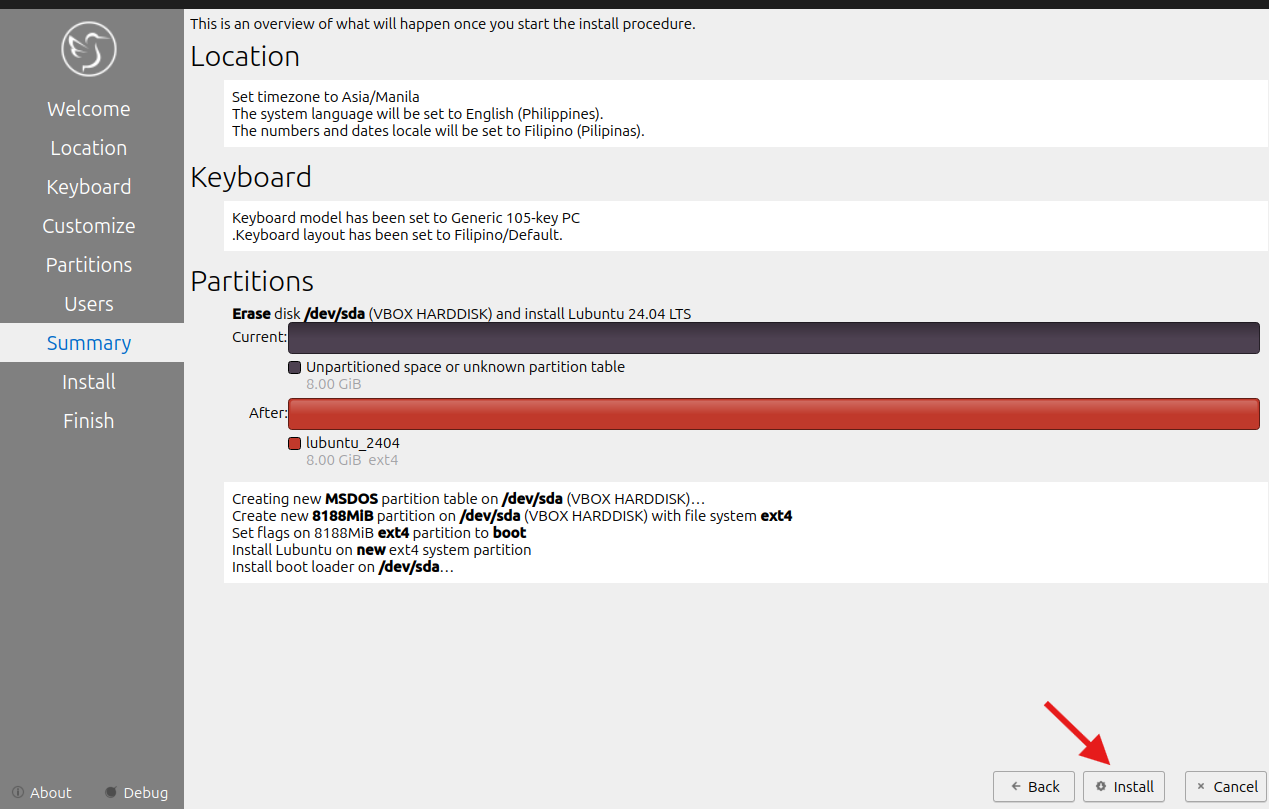 This is an overview of what will happen once you start the install procedure.
Welcome
Location
Keyboard
Customize
Partitions
Users
Summary
Install
Finish
About
Debug
Location
Set timezone to Asia/Manila
The system language will be set to English (Philippines).
The numbers and dates locale will be set to Filipino (Pilipinas).
Keyboard
Keyboard model has been set to Generic 105-key PC
.Keyboard layout has been set to Filipino/Default.
Partitions
Erase disk /dev/sda (VBOX HARDDISK) and install Lubuntu 24.04 LTS
Current:
Unpartitioned space or unknown partition table
8.00 GiB
After:
lubuntu_2404
8.00 GiB ext4
Creating new MSDOS partition table on /dev/sda (VBOX HARDDISK)…
Create new 8188MiB partition on /dev/sda (VBOX HARDDISK) with file system ext4
Set flags on 8188MiB ext4 partition to boot
Install Lubuntu on new ext4 system partition
Install boot loader on /dev/sda…
Back
Install
Cancel